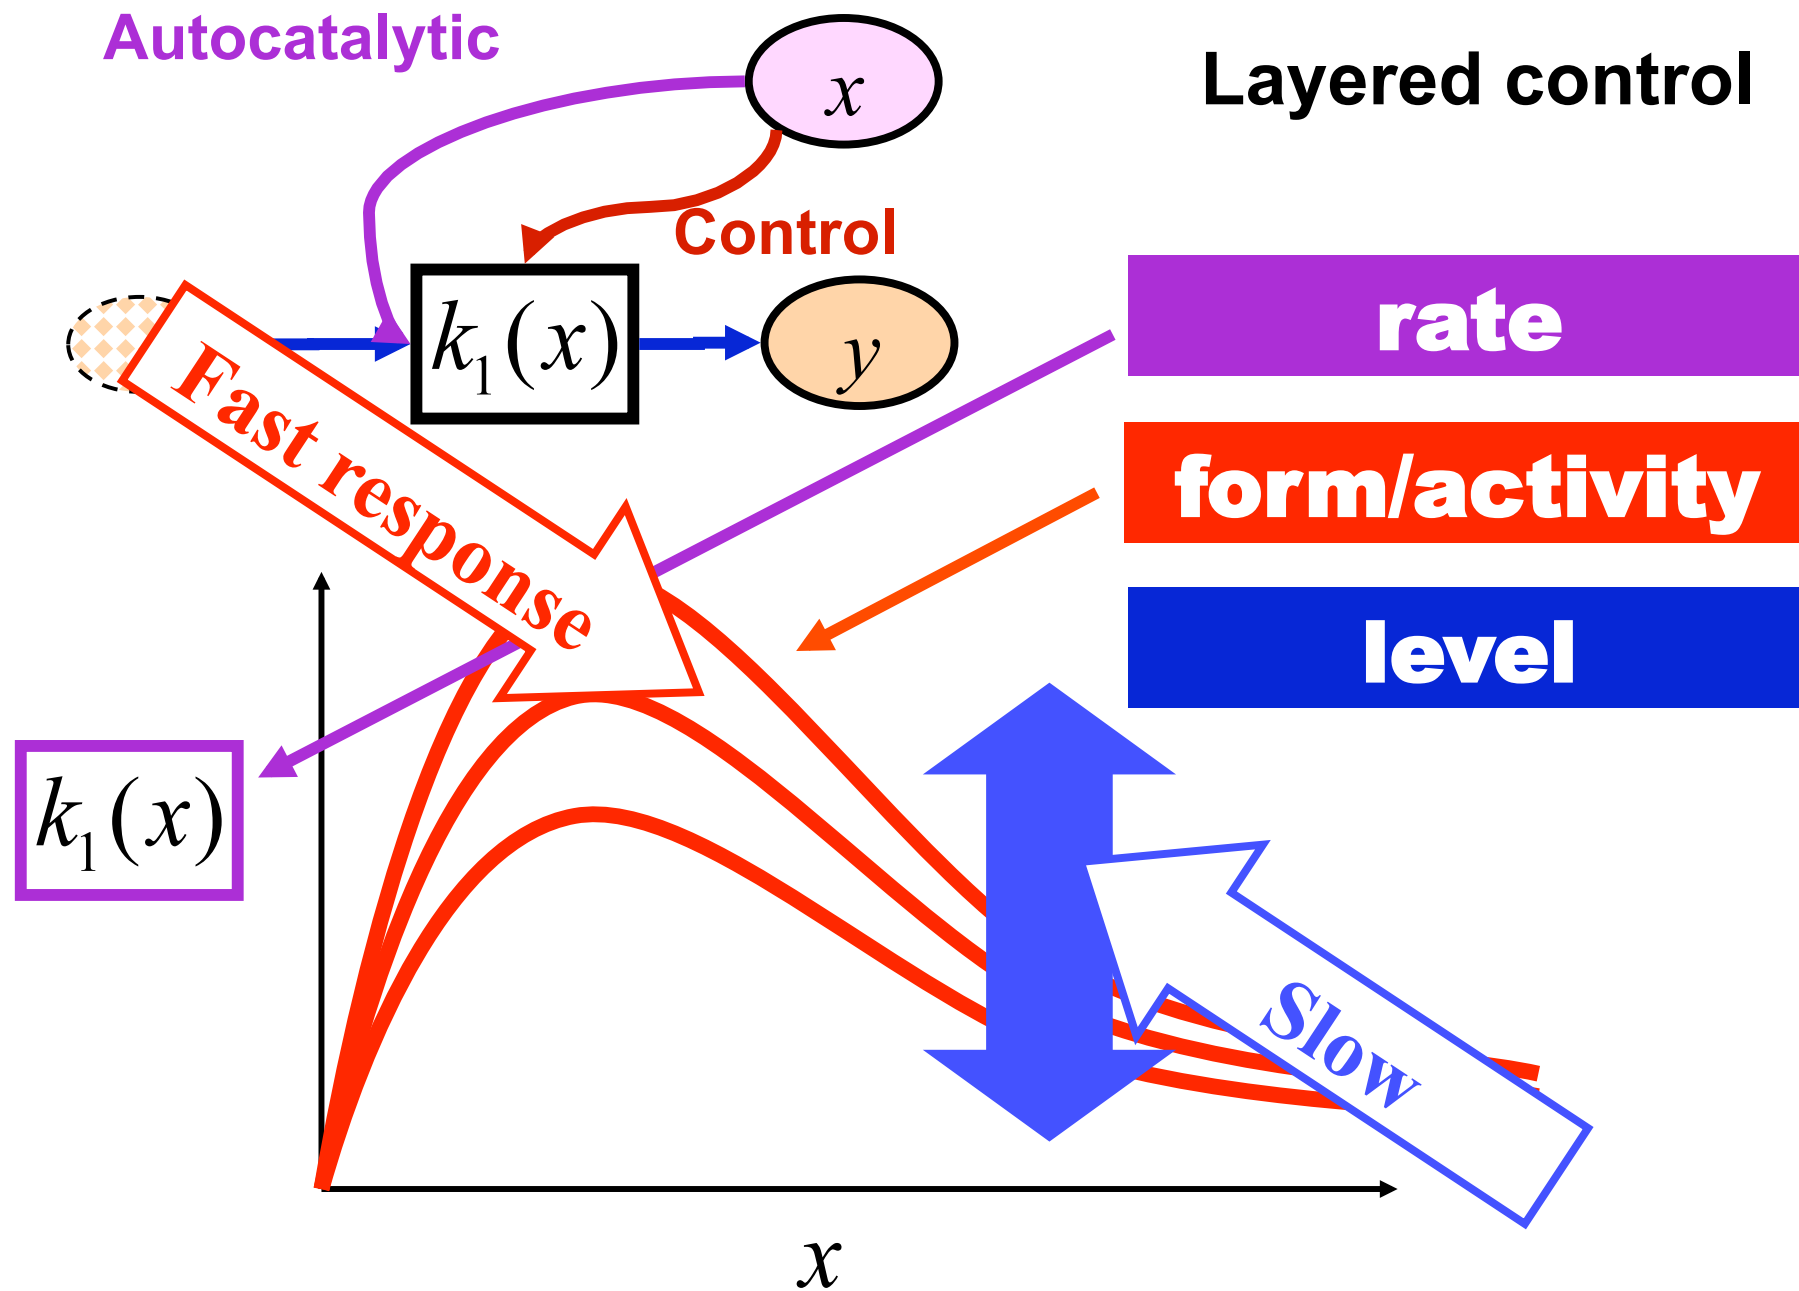 Autocatalytic
x
Layered control
Control
k₁(x)
y
rate
Fast response
form/activity
level
k₁(x)
Slow
x